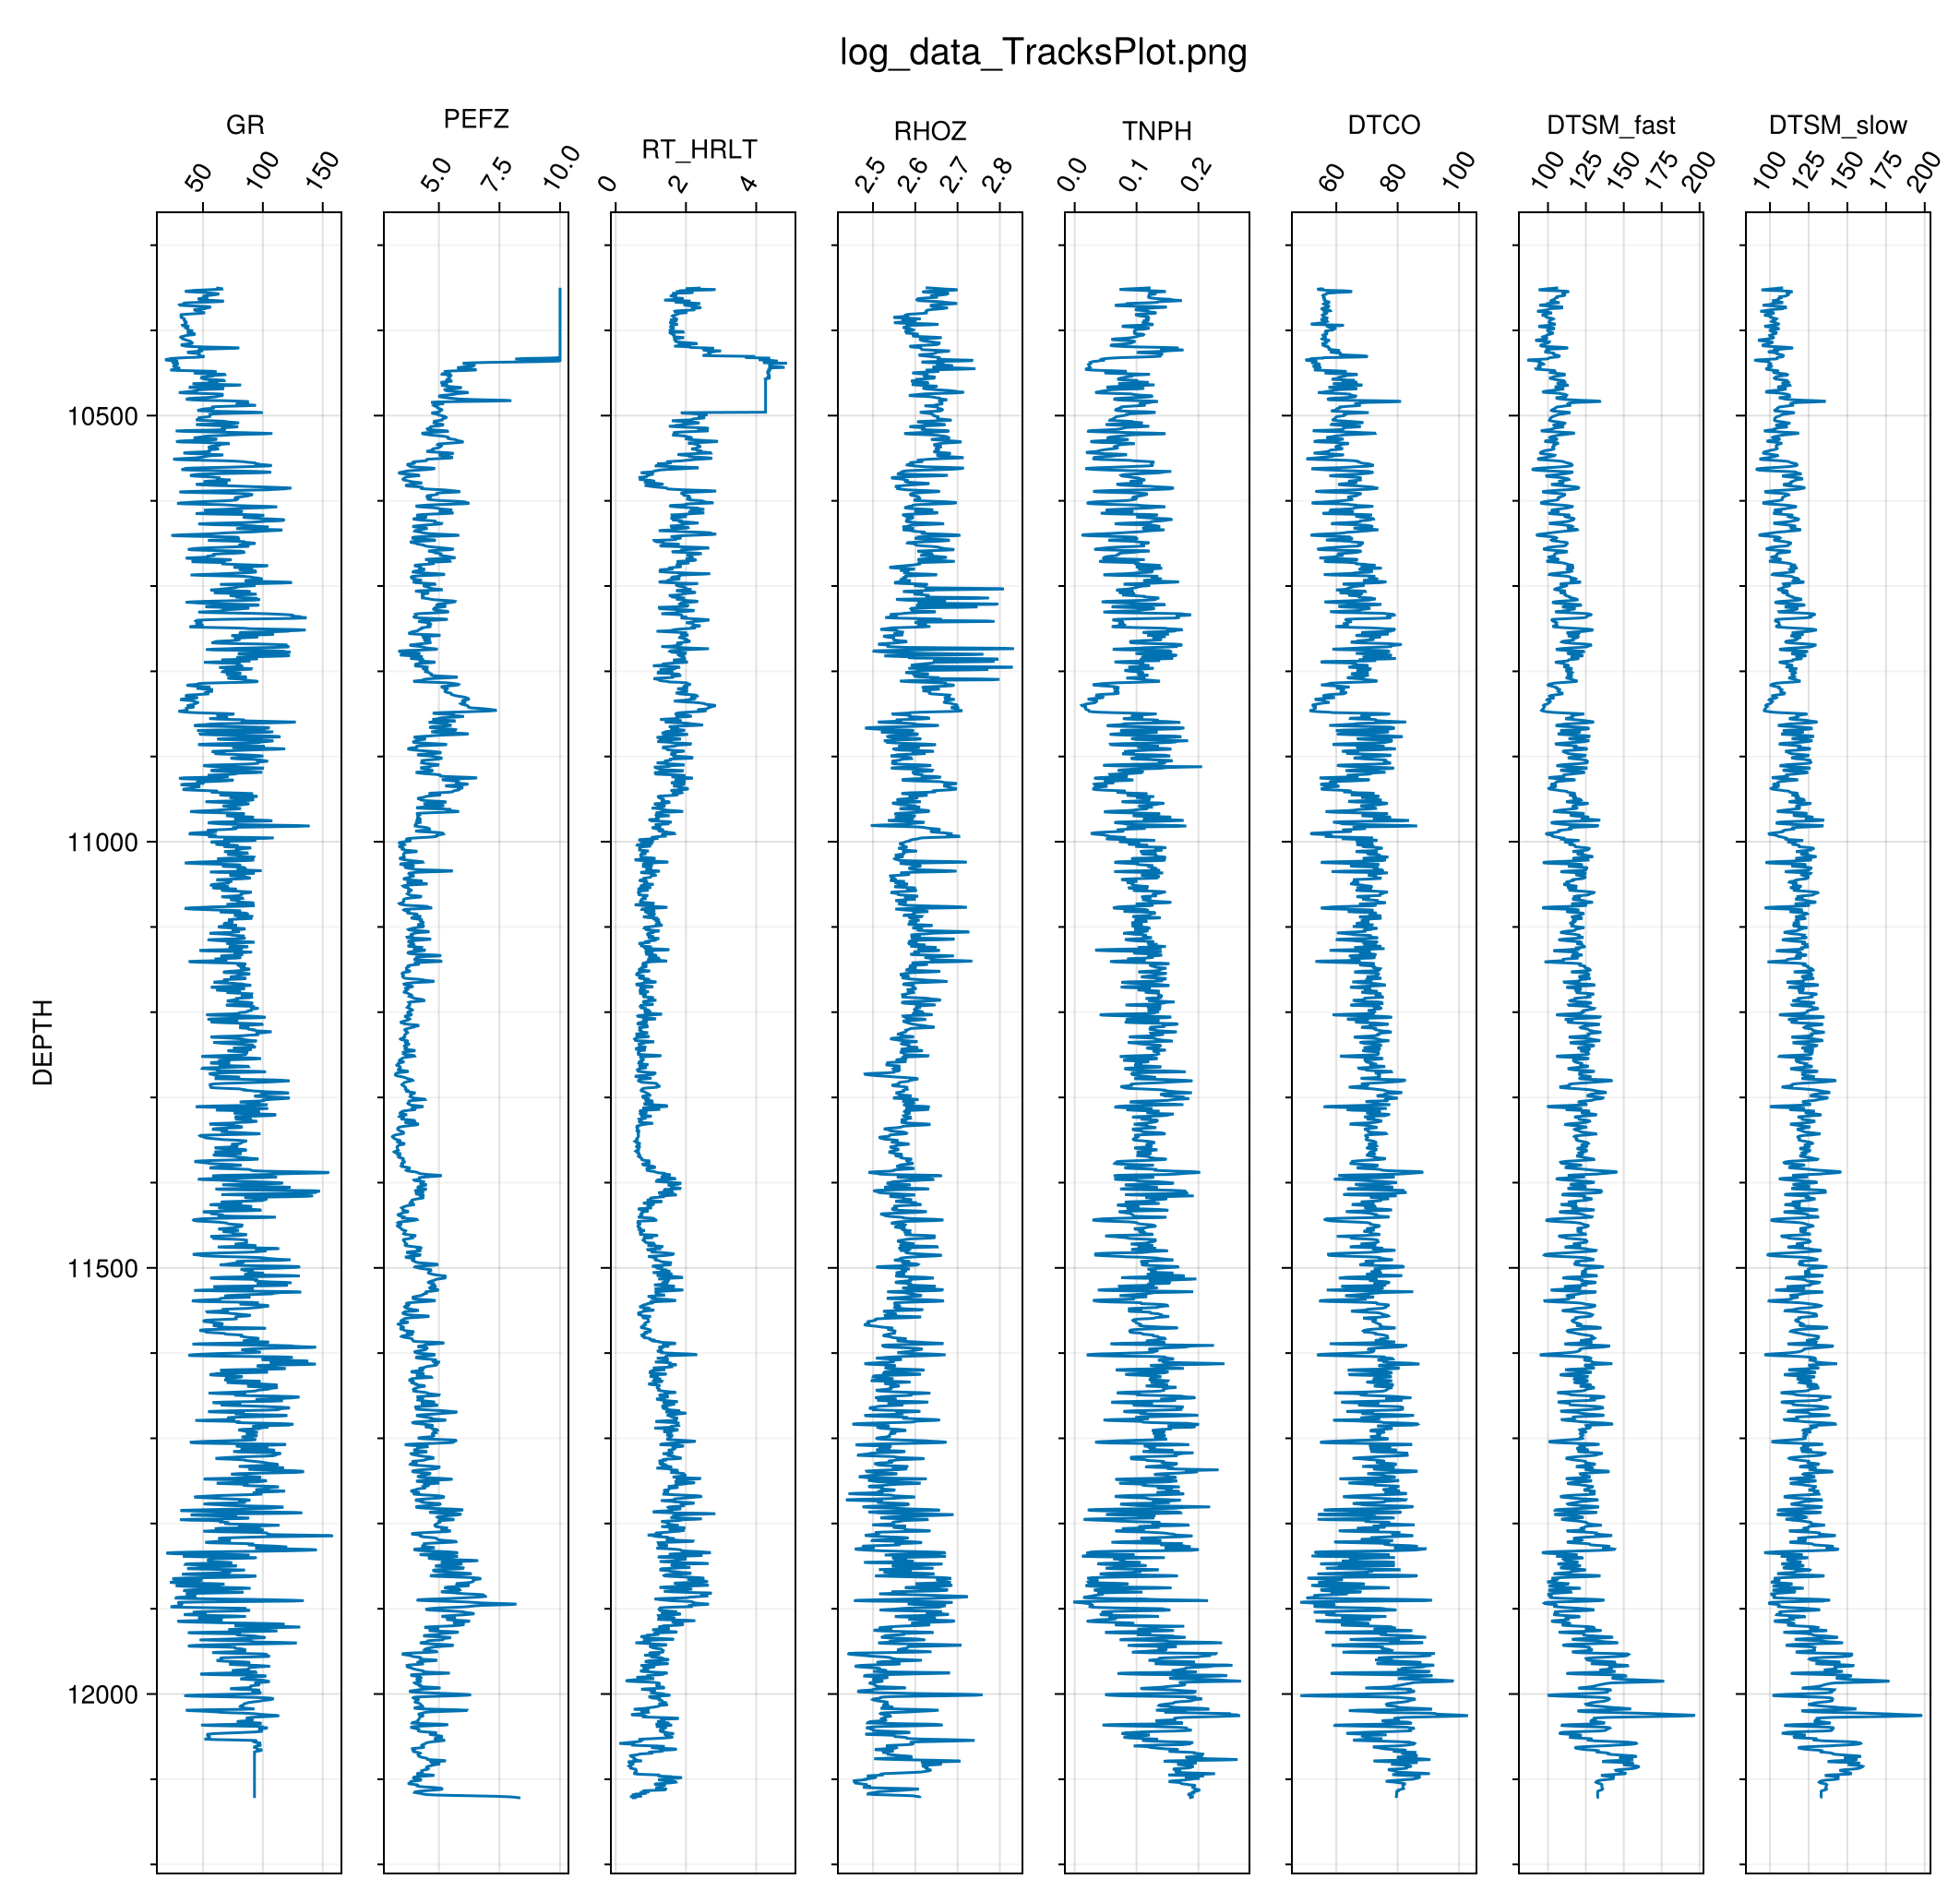 log_data_TracksPlot.png
GR
PEFZ
RT_HRLT
RHOZ
TNPH
DTCO
DTSM_fast
DTSM_slow
50 100 150
5.0 7.5 10.0
0 2 4
2.5 2.6 2.7 2.8
0.0 0.1 0.2
60 80 100
100 125 150 175 200
100 125 150 175 200
10500
11000
DEPTH
11500
12000